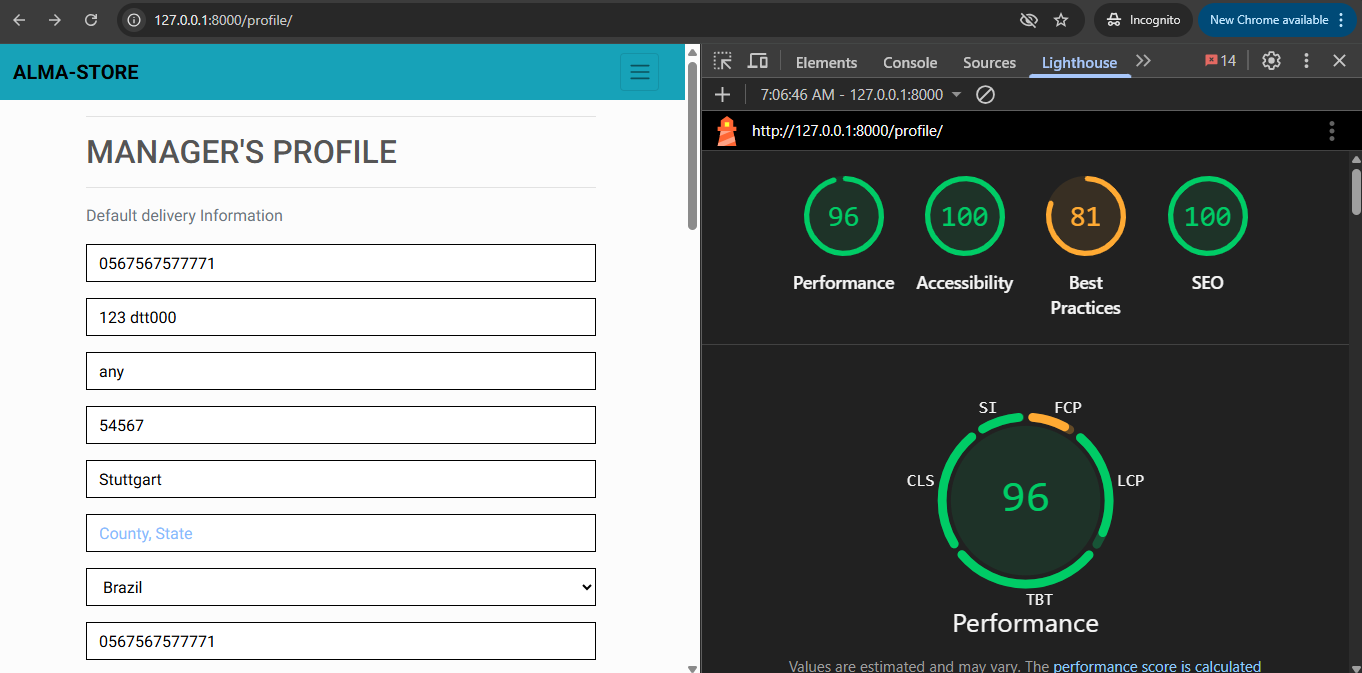 127.0.0.1:8000/profile/
Incognito
New Chrome available
ALMA-STORE
MANAGER'S PROFILE
Default delivery Information
0567567577771
123 dtt000
any
54567
Stuttgart
County, State
Brazil
0567567577771
Elements Console Sources Lighthouse 14
7:06:46 AM - 127.0.0.1:8000
http://127.0.0.1:8000/profile/
96 100 81 100
Performance Accessibility Best Practices SEO
SI FCP
CLS LCP
96
TBT
Performance
Values are estimated and may vary. The performance score is calculated